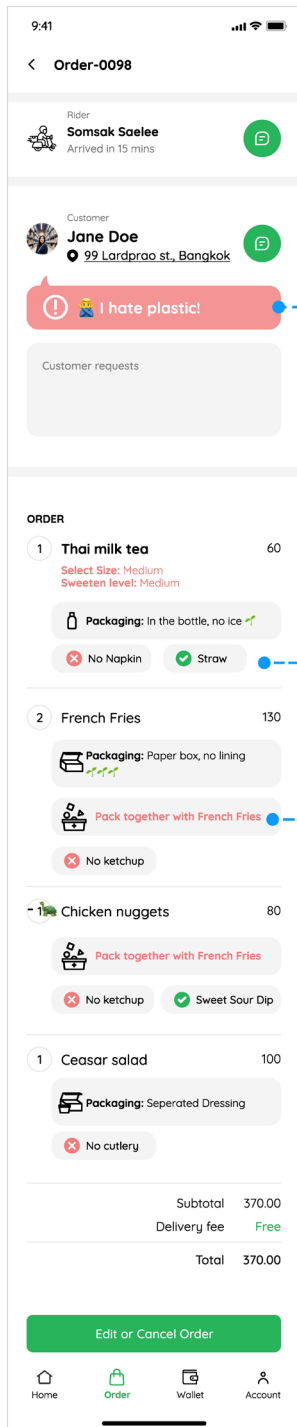 9:41
Order-0098
Rider
Somsak Saelee
Arrived in 15 mins
Customer
Jane Doe
99 Lardprao st., Bangkok
I hate plastic!
Customer requests
ORDER
1 Thai milk tea 60
Select Size: Medium
Sweeten level: Medium
Packaging: In the bottle, no ice
No Napkin Straw
2 French Fries 130
Packaging: Paper box, no lining
Pack together with French Fries
No ketchup
1 Chicken nuggets 80
Pack together with French Fries
No ketchup Sweet Sour Dip
1 Ceasar salad 100
Packaging: Seperated Dressing
No cutlery
Subtotal 370.00
Delivery fee Free
Total 370.00
Edit or Cancel Order
Home Order Wallet Account